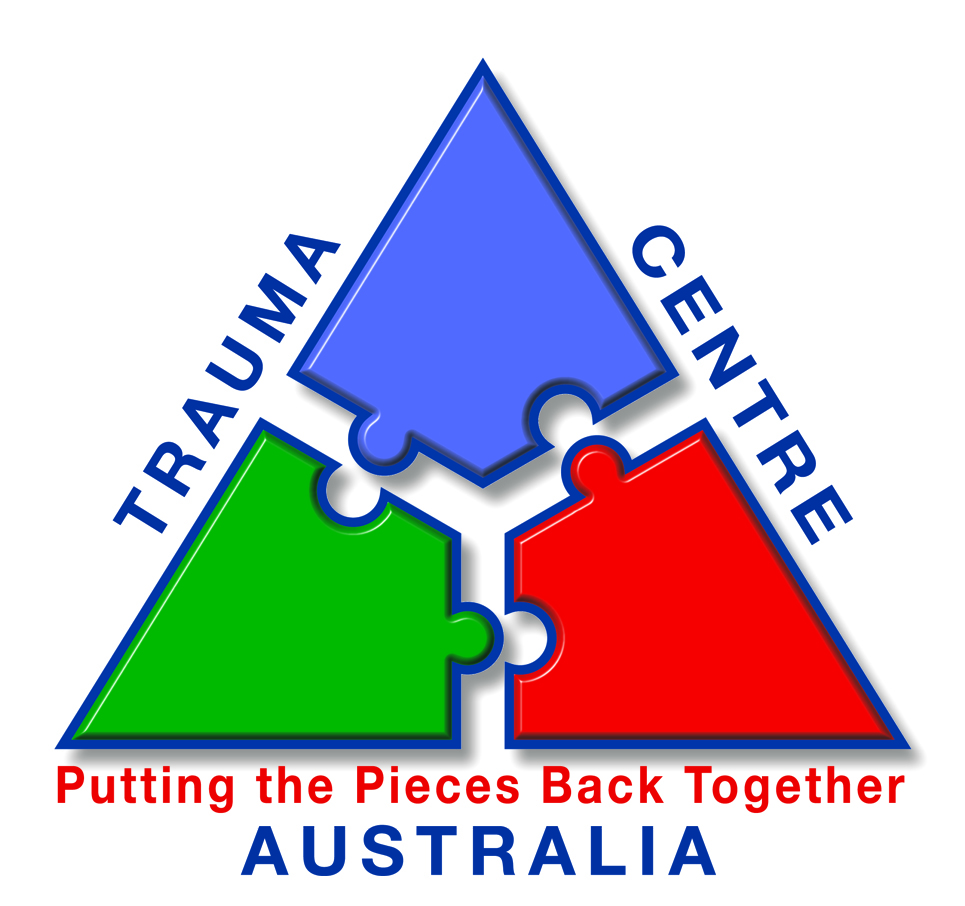 TRAUMA
CENTRE
Putting the Pieces Back Together
AUSTRALIA